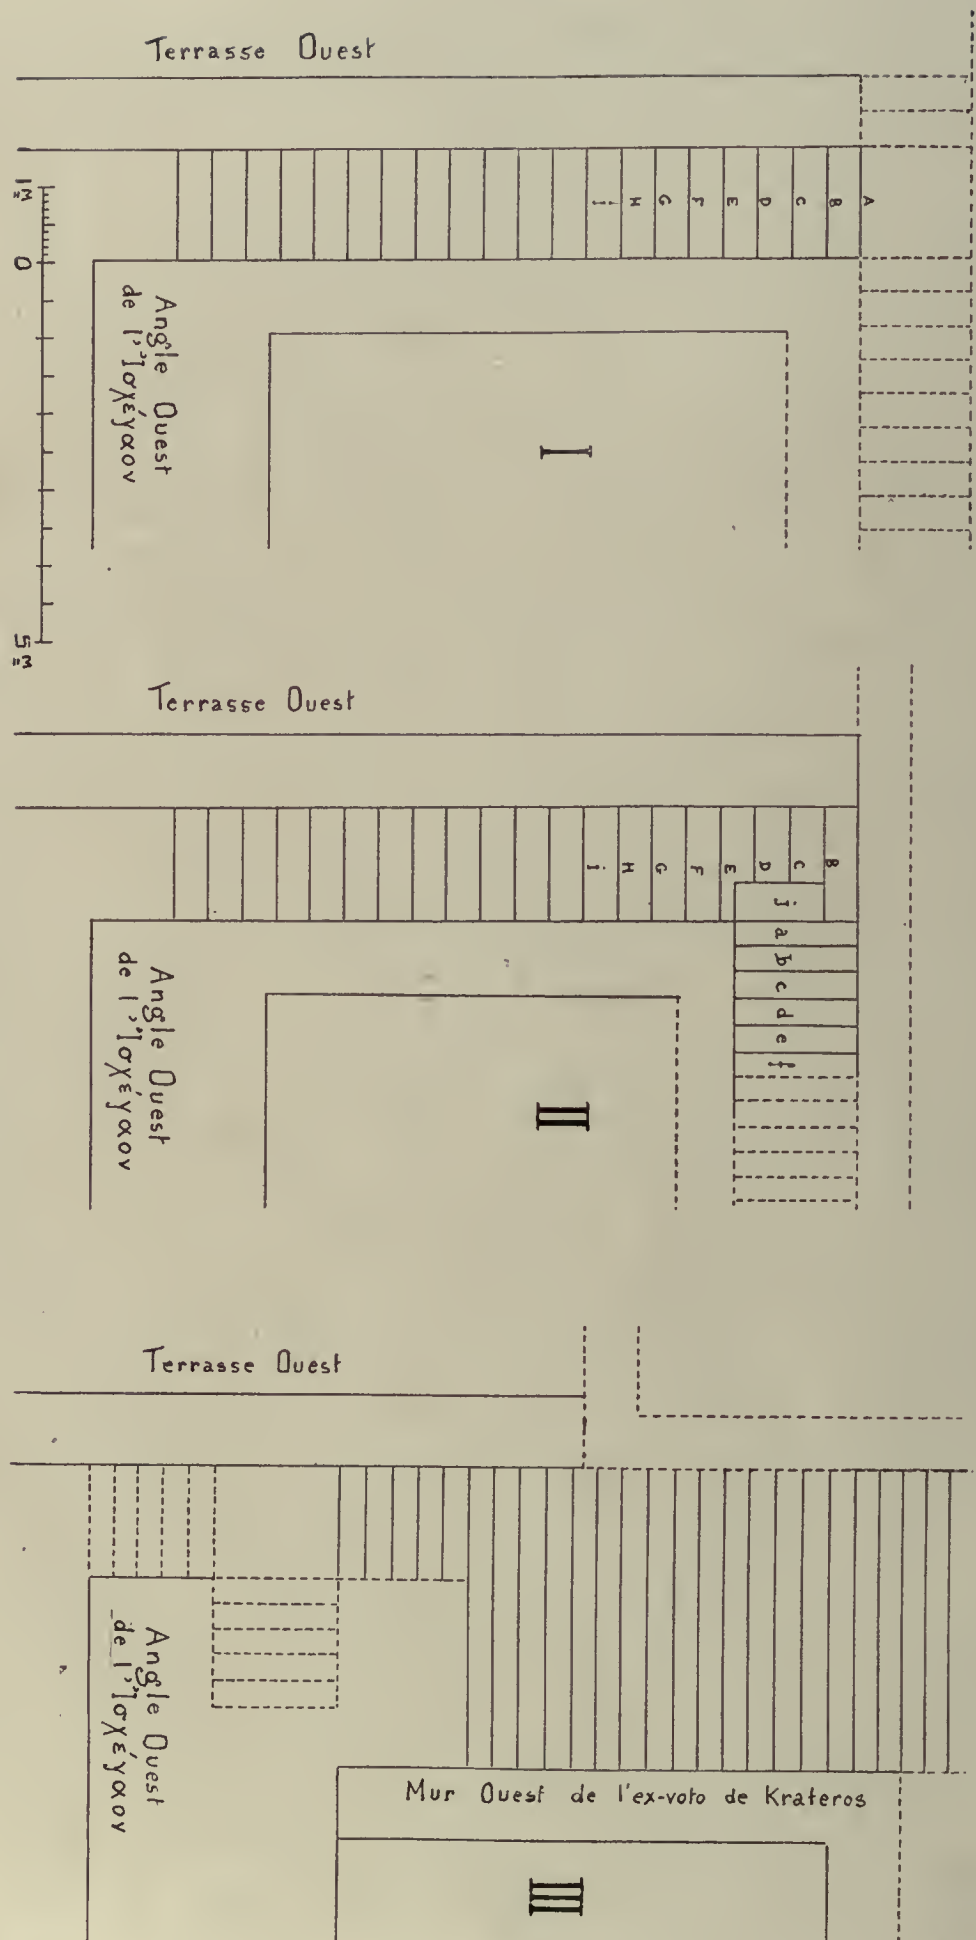 Terrasse Ouest
A
B
C
D
E
F
G
H
i
1M
0
5M
Angle Ouest
de l'Ἰσχέγαον
I
Terrasse Ouest
B
C
D
E
F
G
H
i
j
a
b
c
d
e
f
Angle Ouest
de l'Ἰσχέγαον
II
Terrasse Ouest
Angle Ouest
de l'Ἰσχέγαον
Mur Ouest de l'ex-voto de Krateros
III